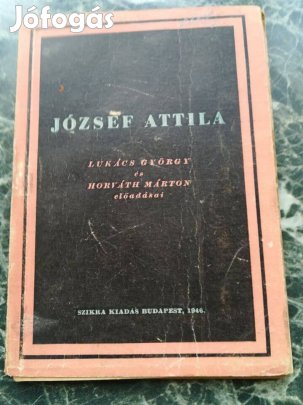 Jófogás
JÓZSEF ATTILA
LUKÁCS GYÖRGY
és
HORVÁTH MÁRTON
előadásai
SZIKRA KIADÁS BUDAPEST, 1946.